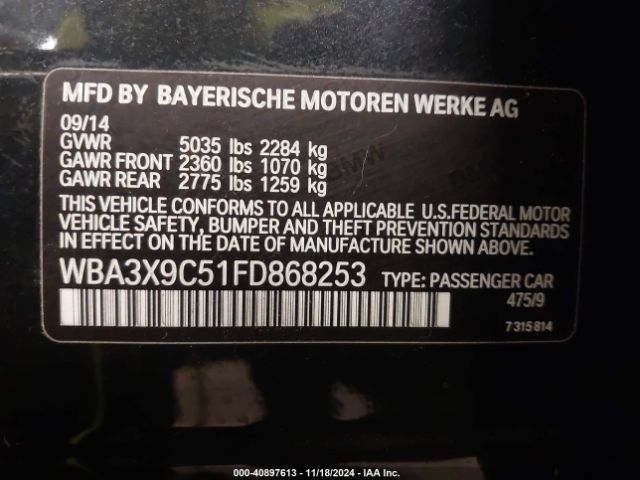 MFD BY BAYERISCHE MOTOREN WERKE AG
09/14
GVWR 5035 lbs 2284 kg
GAWR FRONT 2360 lbs 1070 kg
GAWR REAR 2775 lbs 1259 kg
THIS VEHICLE CONFORMS TO ALL APPLICABLE U.S.FEDERAL MOTOR
VEHICLE SAFETY, BUMPER AND THEFT PREVENTION STANDARDS
IN EFFECT ON THE DATE OF MANUFACTURE SHOWN ABOVE.
WBA3X9C51FD868253 TYPE: PASSENGER CAR
475/9
7 315 814
000-40897613 - 11/18/2024 - IAA Inc.